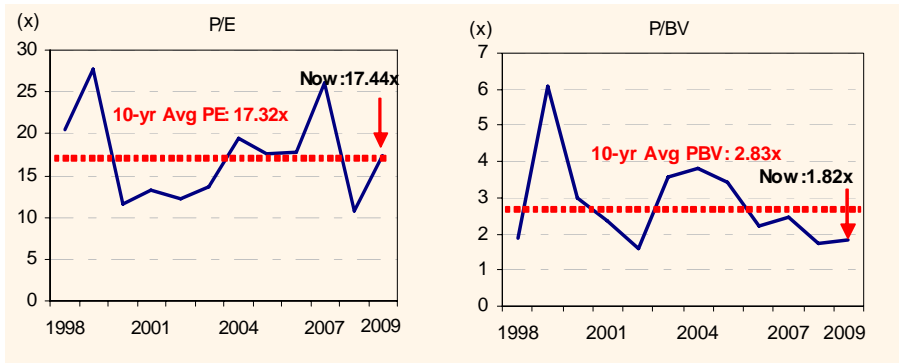 (x)
P/E
30
25
20
15
10
5
0
Now:17.44x
10-yr Avg PE: 17.32x
1998 2001 2004 2007 2009
(x)
P/BV
7
6
5
4
3
2
1
0
10-yr Avg PBV: 2.83x
Now:1.82x
1998 2001 2004 2007 2009